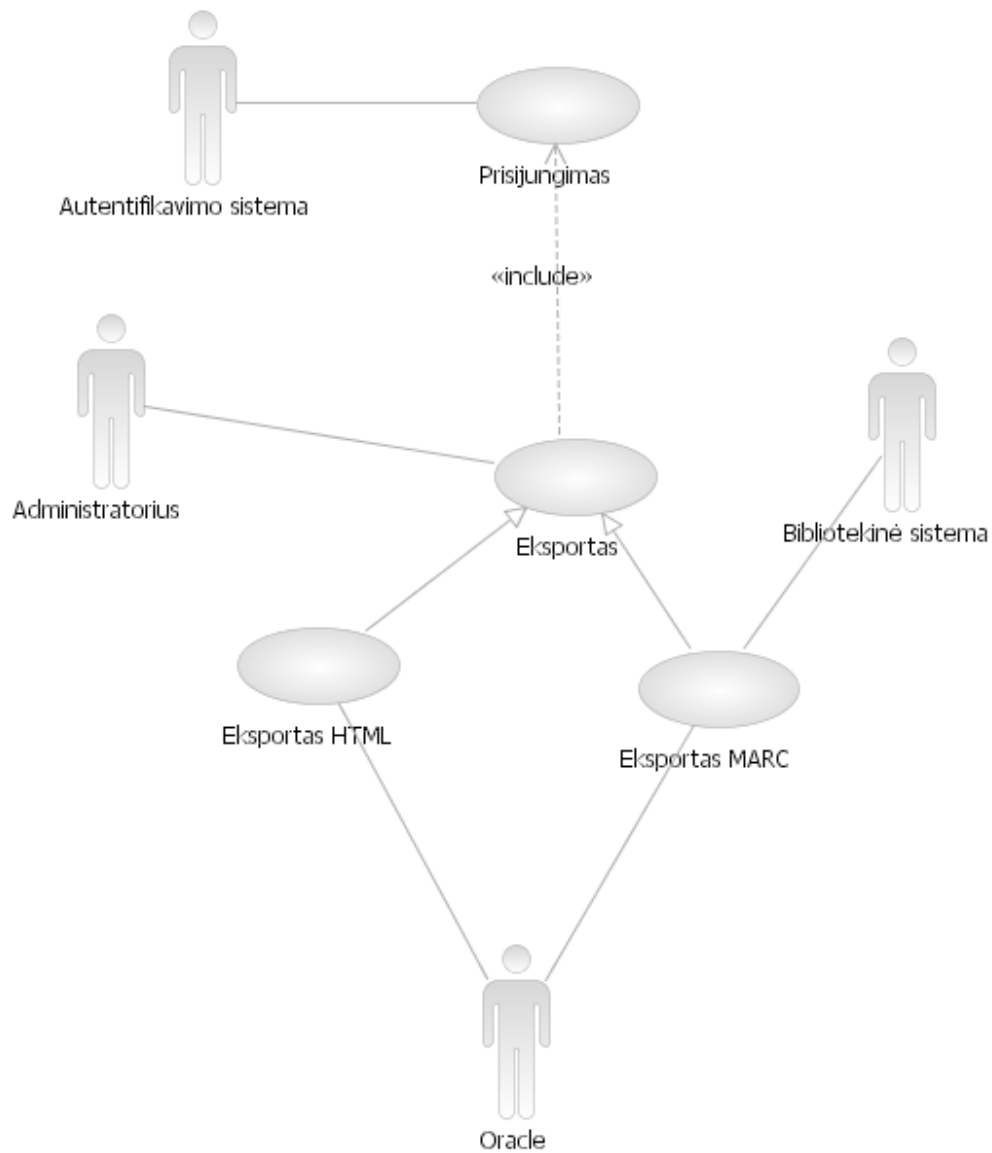 Prisijungimas
Autentifikavimo sistema
«include»
Administratorius
Bibliotekinė sistema
Eksportas
Eksportas HTML
Eksportas MARC
Oracle